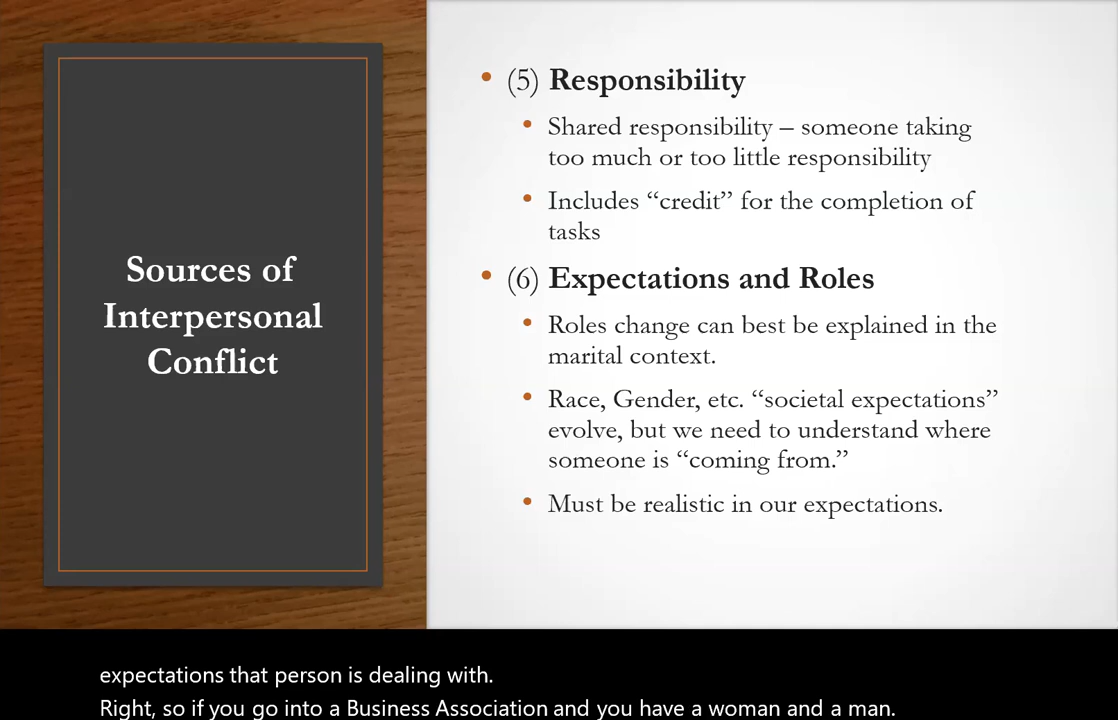 Sources of
Interpersonal
Conflict
• (5) Responsibility
• Shared responsibility – someone taking
too much or too little responsibility
• Includes “credit” for the completion of
tasks
• (6) Expectations and Roles
• Roles change can best be explained in the
marital context.
• Race, Gender, etc. “societal expectations”
evolve, but we need to understand where
someone is “coming from.”
• Must be realistic in our expectations.
expectations that person is dealing with.
Right, so if you go into a Business Association and you have a woman and a man.